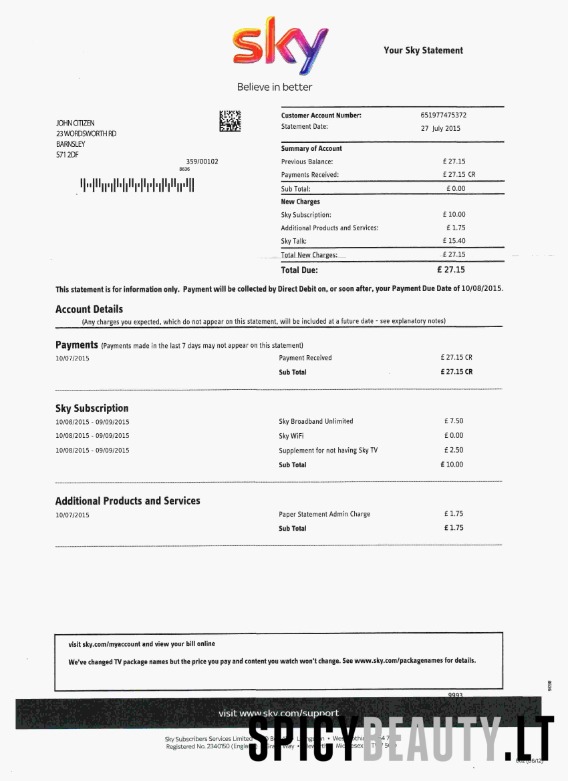 sky
Your Sky Statement
Believe in better
JOHN CITIZEN
23 WORDSWORTH RD
BARNSLEY
S71 2DF
359/00102
8636
Customer Account Number: 651977475372
Statement Date: 27 July 2015
Summary of Account
Previous Balance: £ 27.15
Payments Received: £ 27.15 CR
Sub Total: £ 0.00
New Charges
Sky Subscription: £ 10.00
Additional Products and Services: £ 1.75
Sky Talk: £ 15.40
Total New Charges: £ 27.15
Total Due: £ 27.15
This statement is for information only. Payment will be collected by Direct Debit on, or soon after, your Payment Due Date of 10/08/2015.
Account Details
(Any charges you expected, which do not appear on this statement, will be included at a future date - see explanatory notes)
Payments (Payments made in the last 7 days may not appear on this statement)
10/07/2015 Payment Received £ 27.15 CR
Sub Total £ 27.15 CR
Sky Subscription
10/08/2015 - 09/09/2015 Sky Broadband Unlimited £ 7.50
10/08/2015 - 09/09/2015 Sky WiFi £ 0.00
10/08/2015 - 09/09/2015 Supplement for not having Sky TV £ 2.50
Sub Total £ 10.00
Additional Products and Services
10/07/2015 Paper Statement Admin Charge £ 1.75
Sub Total £ 1.75
visit sky.com/myaccount and view your bill online
We've changed TV package names but the price you pay and content you watch won't change. See www.sky.com/packagenames for details.
9993
visit www.sky.com/support
SPICYBEAUTY.LT
Sky Subscribers Services Limited
Registered No. 2340150